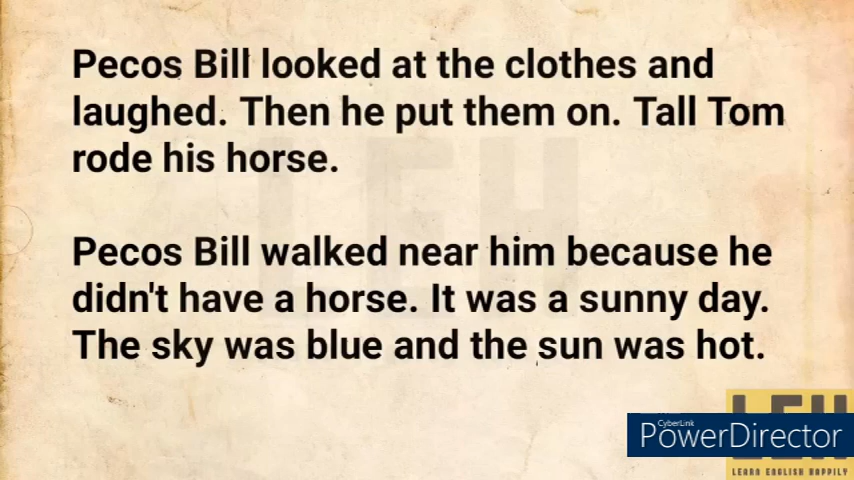 Pecos Bill looked at the clothes and
laughed. Then he put them on. Tall Tom
rode his horse.
Pecos Bill walked near him because he
didn't have a horse. It was a sunny day.
The sky was blue and the sun was hot.
LEH
CyberLink
PowerDirector
LEARN ENGLISH HAPPILY